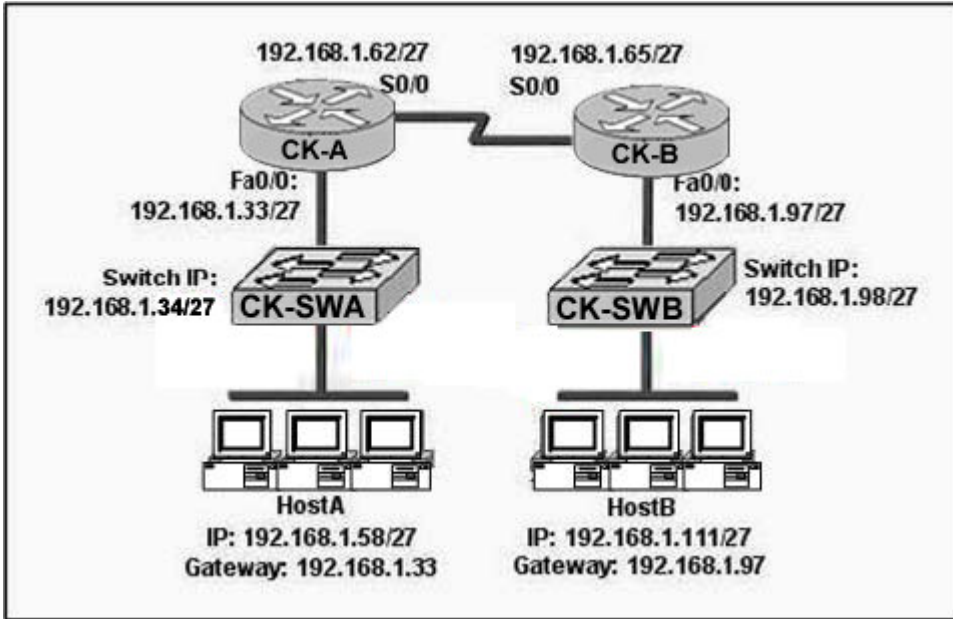 192.168.1.62/27
192.168.1.65/27
S0/0
S0/0
CK-A
CK-B
Fa0/0:
192.168.1.33/27
Fa0/0:
192.168.1.97/27
Switch IP:
192.168.1.34/27
CK-SWA
CK-SWB
Switch IP:
192.168.1.98/27
HostA
IP: 192.168.1.58/27
Gateway: 192.168.1.33
HostB
IP: 192.168.1.111/27
Gateway: 192.168.1.97